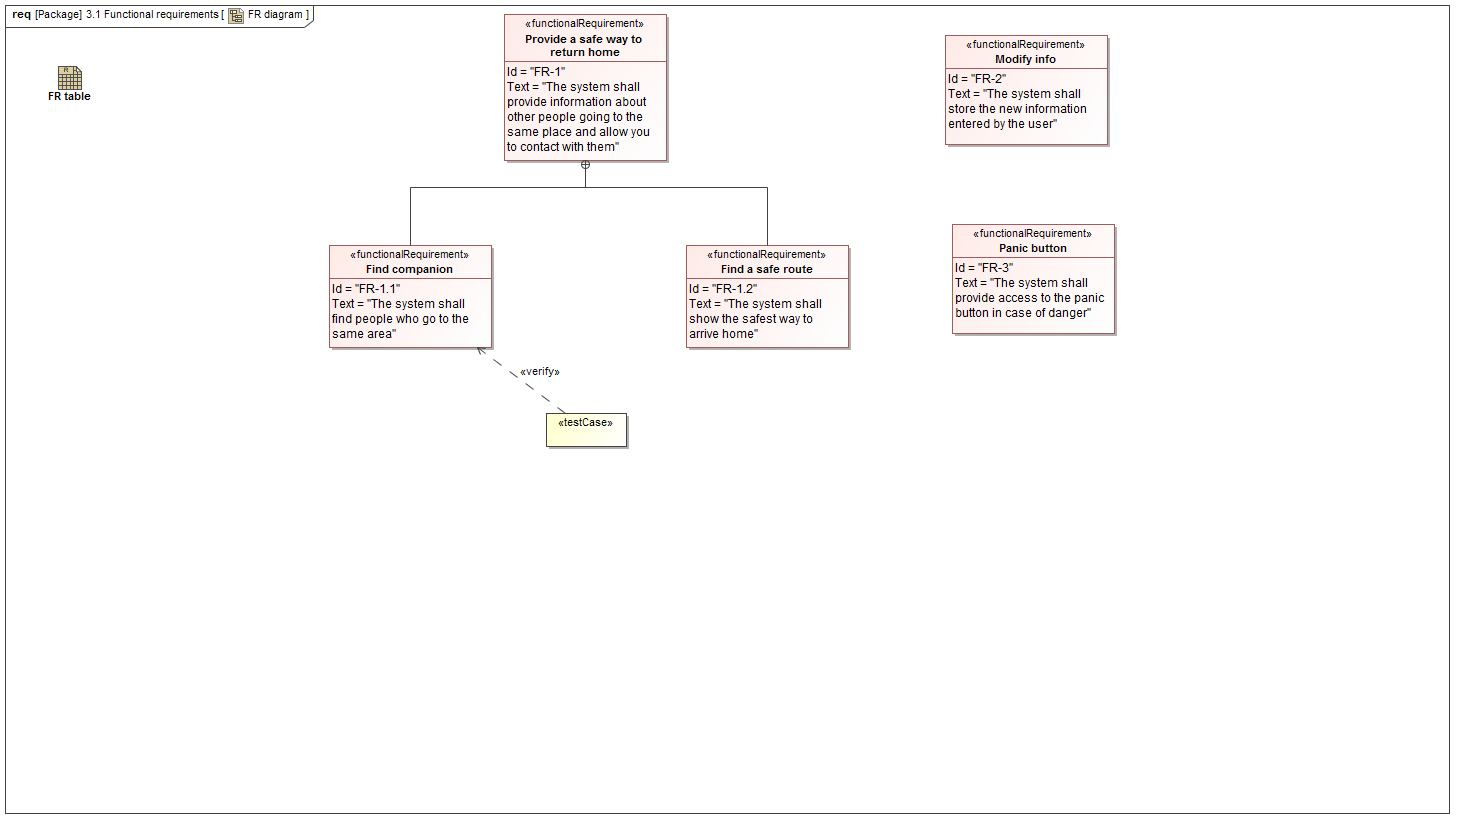 req [Package] 3.1 Functional requirements [ FR diagram ]
FR table
«functionalRequirement»
Provide a safe way to
return home
Id = "FR-1"
Text = "The system shall
provide information about
other people going to the
same place and allow you
to contact with them"
«functionalRequirement»
Modify info
Id = "FR-2"
Text = "The system shall
store the new information
entered by the user"
«functionalRequirement»
Find companion
Id = "FR-1.1"
Text = "The system shall
find people who go to the
same area"
«functionalRequirement»
Find a safe route
Id = "FR-1.2"
Text = "The system shall
show the safest way to
arrive home"
«functionalRequirement»
Panic button
Id = "FR-3"
Text = "The system shall
provide access to the panic
button in case of danger"
«verify»
«testCase»